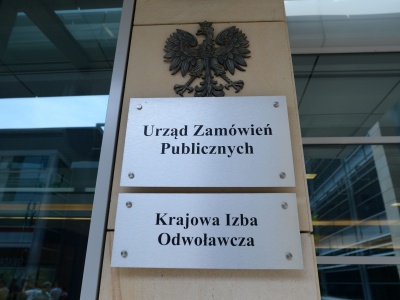 Urząd Zamówień
Publicznych
Krajowa Izba
Odwoławcza